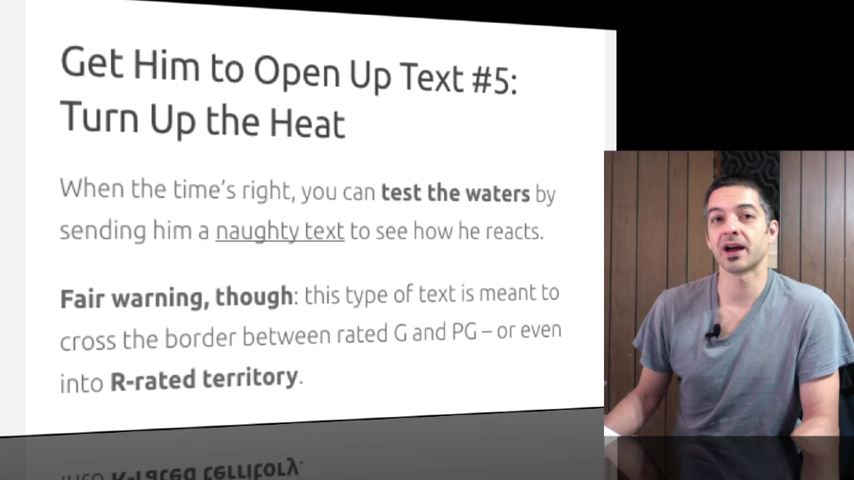 Get Him to Open Up Text #5:
Turn Up the Heat
When the time's right, you can test the waters by
sending him a naughty text to see how he reacts.
Fair warning, though: this type of text is meant to
cross the border between rated G and PG – or even
into R-rated territory.